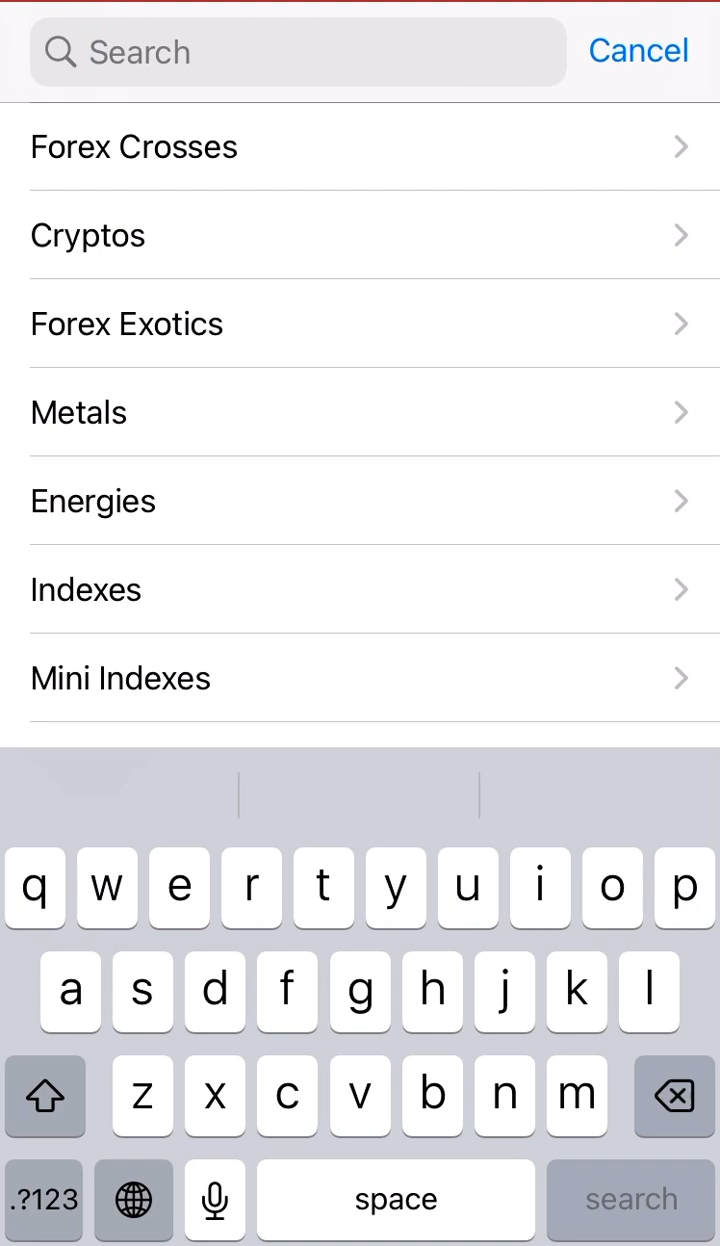 Search Cancel
Forex Crosses
Cryptos
Forex Exotics
Metals
Energies
Indexes
Mini Indexes
q w e r t y u i o p
a s d f g h j k l
z x c v b n m
.?123 space search